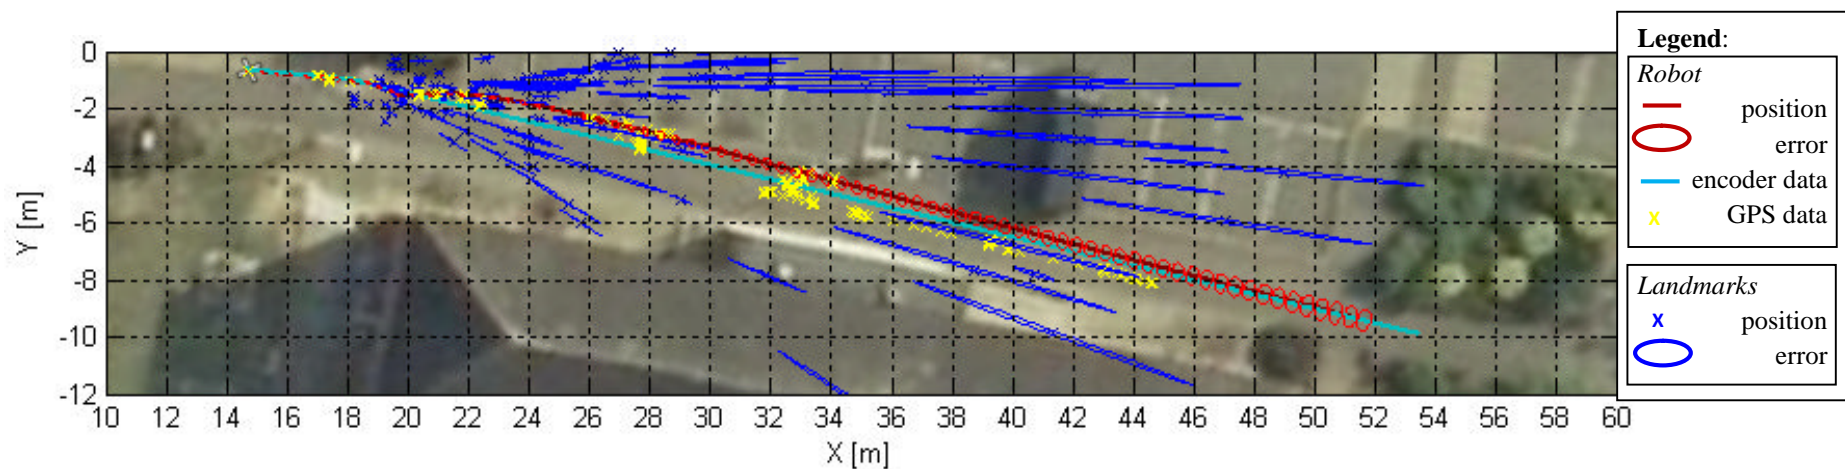 0
-2
-4
-6
-8
-10
-12
Y [m]
10 12 14 16 18 20 22 24 26 28 30 32 34 36 38 40 42 44 46 48 50 52 54 56 58 60
X [m]
Legend:
Robot
position
error
encoder data
x GPS data
Landmarks
x position
error